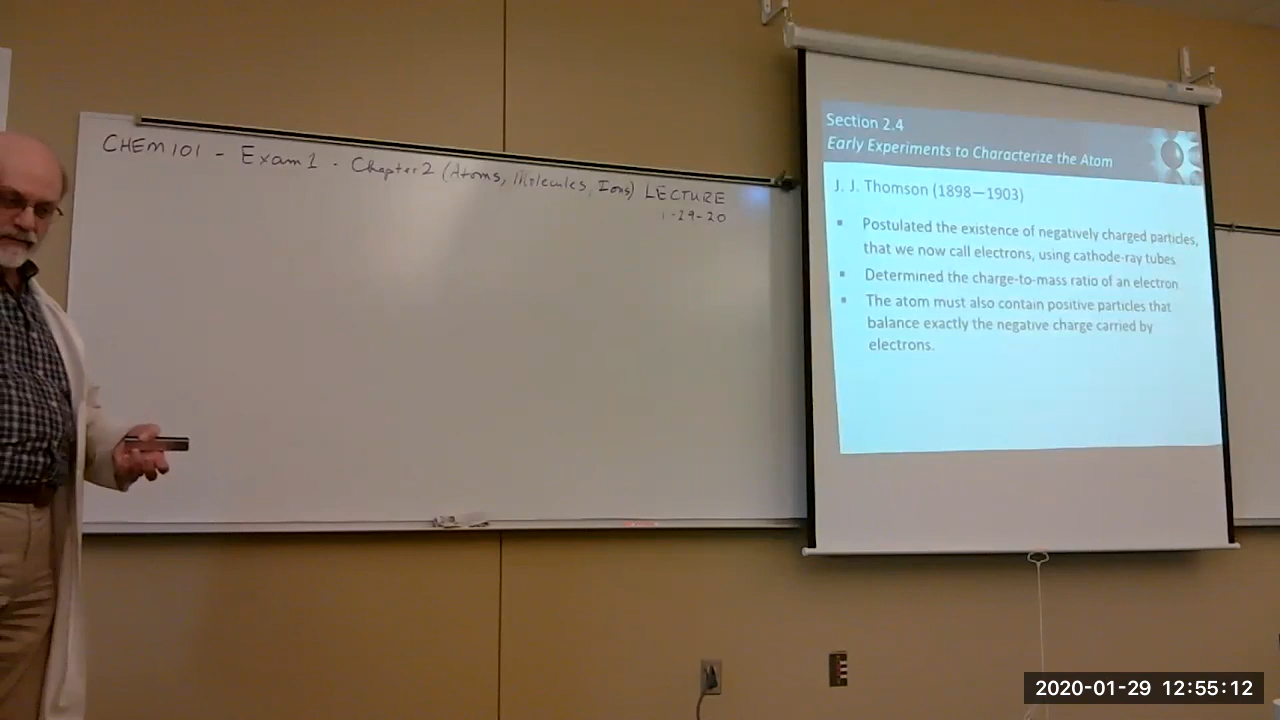 CHEM 101 - Exam 1 - Chapter 2 (Atoms, Molecules, Ions) LECTURE
1-29-20
Section 2.4
Early Experiments to Characterize the Atom
J. J. Thomson (1898—1903)
▪ Postulated the existence of negatively charged particles,
that we now call electrons, using cathode-ray tubes
▪ Determined the charge-to-mass ratio of an electron
▪ The atom must also contain positive particles that
balance exactly the negative charge carried by
electrons.
2020-01-29 12:55:12